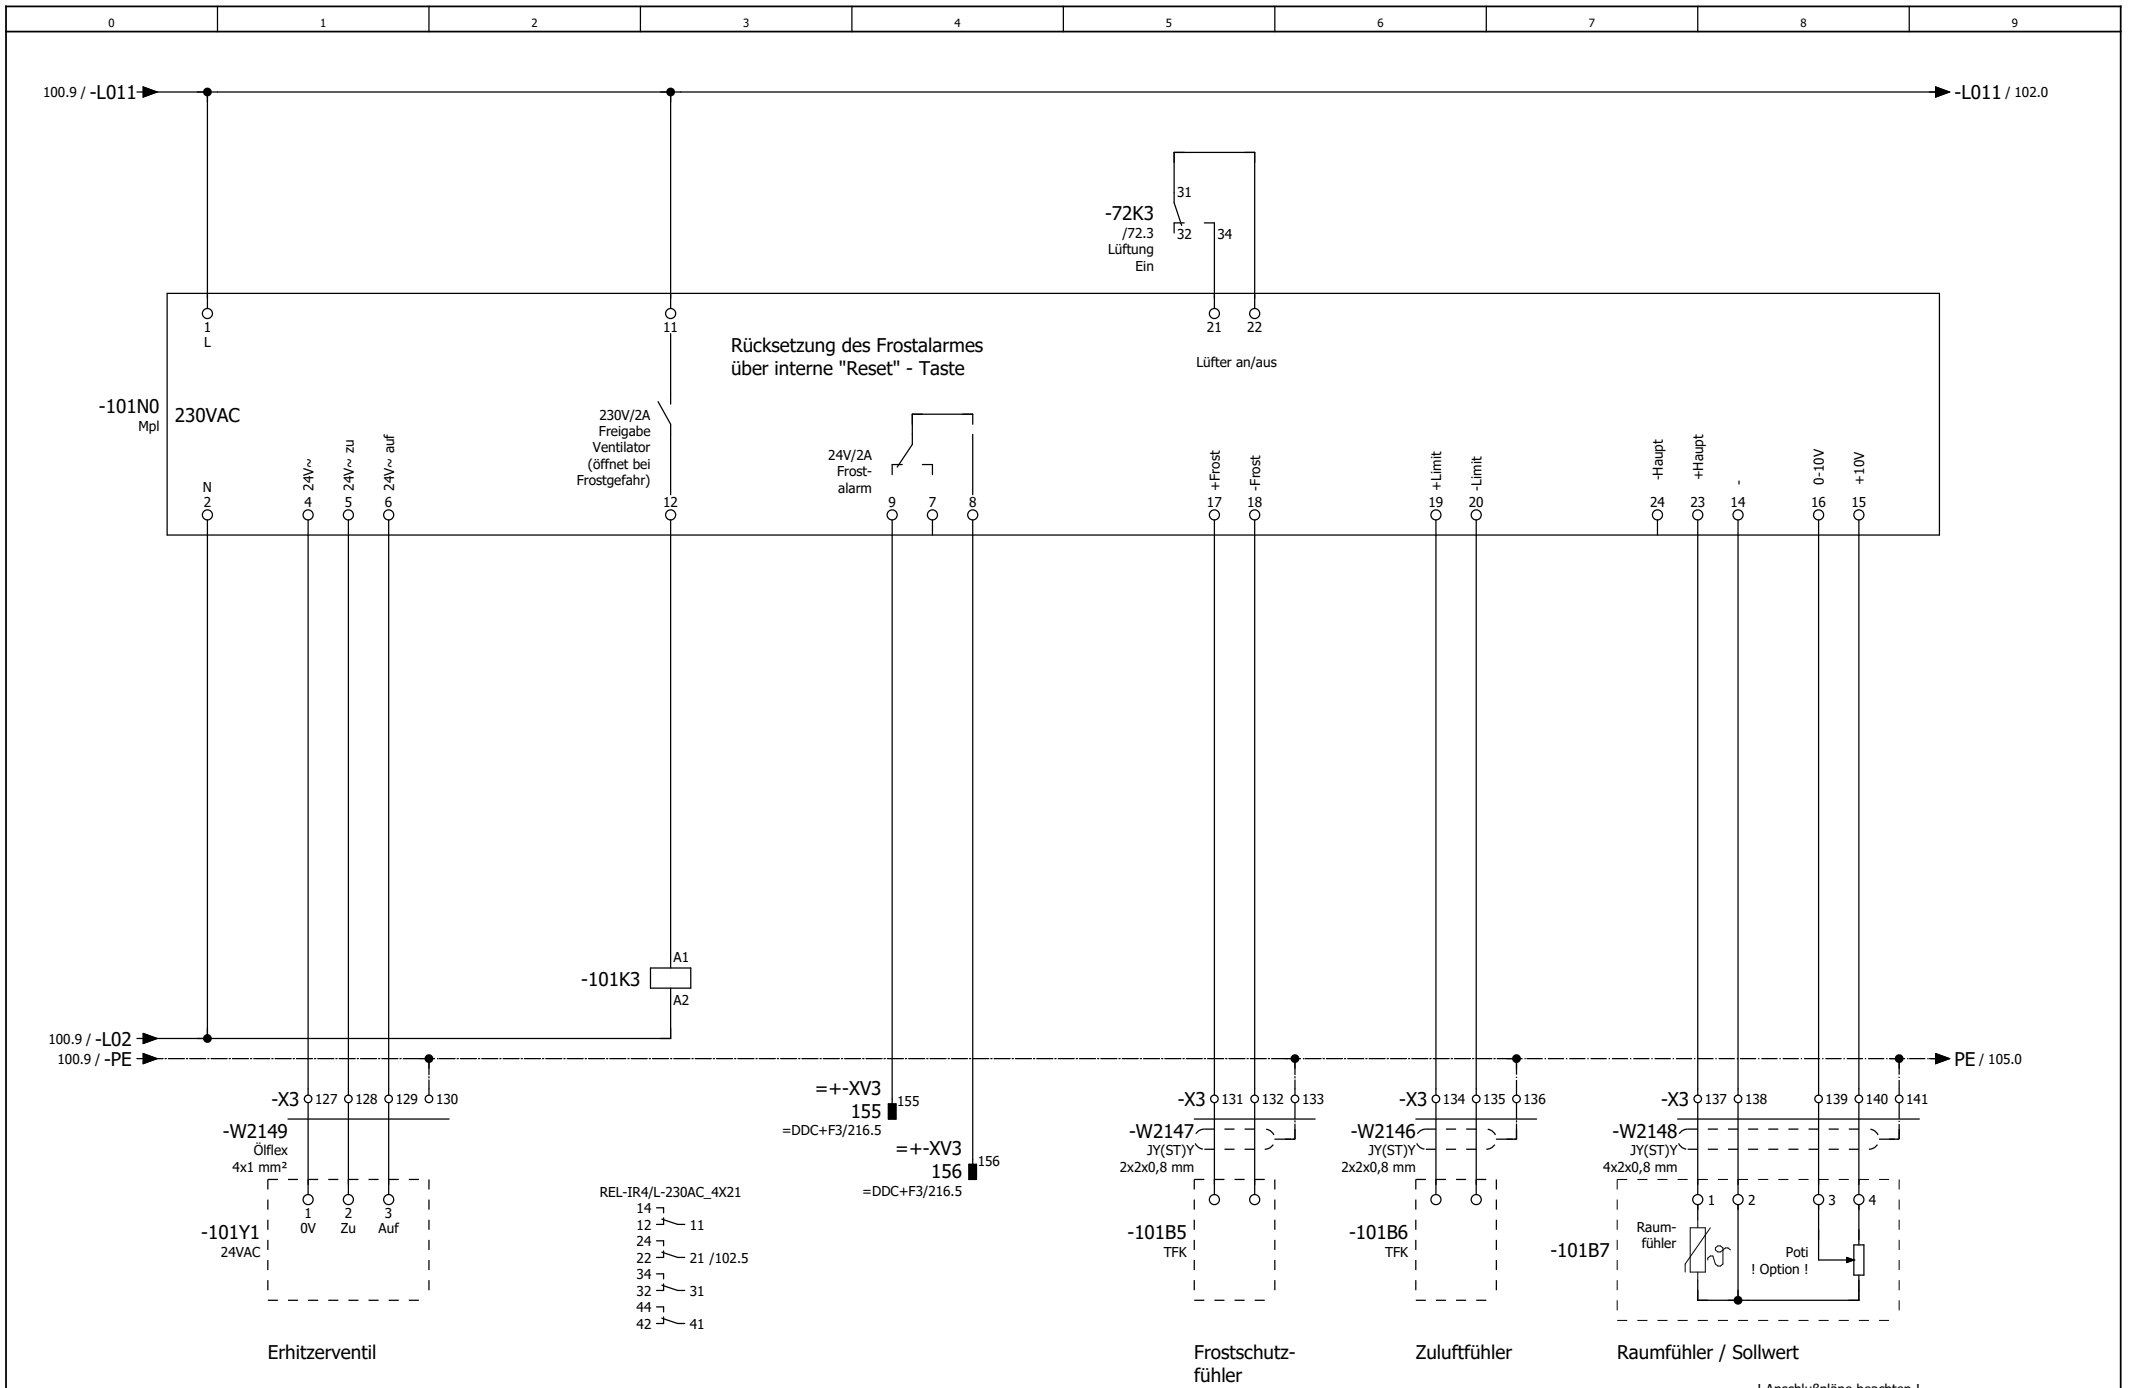 0 1 2 3 4 5 6 7 8 9
100.9 / -L011
-L011 / 102.0
31
-72K3
/72.3
32 34
Lüftung
Ein
1
L
11
21 22
Rücksetzung des Frostalarmes
über interne "Reset" - Taste
Lüfter an/aus
-101N0
Mpl
230VAC
230V/2A
Freigabe
Ventilator
(öffnet bei
Frostgefahr)
24V/2A
Frost-
alarm
N
2
24V~
4
24V~ zu
5
24V~ auf
6
12
9 7 8
+Frost
17
-Frost
18
+Limit
19
-Limit
20
-Haupt
24
+Haupt
23
-
14
0-10V
16
+10V
15
A1
-101K3
A2
100.9 / -L02
100.9 / -PE
PE / 105.0
-X3 127 128 129 130
-W2149
Ölflex
4x1 mm²
1 2 3
0V Zu Auf
-101Y1
24VAC
Erhitzerventil
REL-IR4/L-230AC_4X21
14
12 11
24
22 21 /102.5
34
32 31
44
42 41
=+-XV3
155 155
=DDC+F3/216.5
=+-XV3
156 156
=DDC+F3/216.5
-X3 131 132 133
-W2147
JY(ST)Y
2x2x0,8 mm
-101B5
TFK
Frostschutz-
fühler
-X3 134 135 136
-W2146
JY(ST)Y
2x2x0,8 mm
-101B6
TFK
Zuluftfühler
-X3 137 138 139 140 141
-W2148
JY(ST)Y
4x2x0,8 mm
1 2 3 4
Raum-
fühler
-101B7
Poti
! Option !
Raumfühler / Sollwert
! Anschlußpläne beachten !